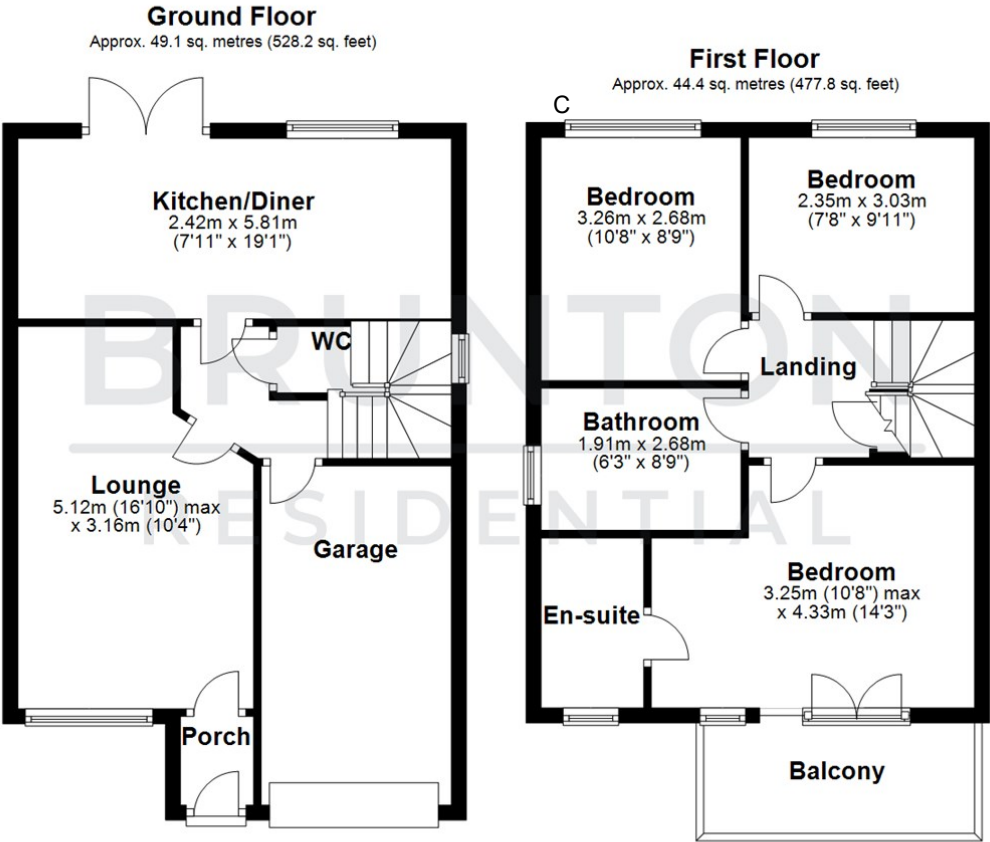 Ground Floor
Approx. 49.1 sq. metres (528.2 sq. feet)
Kitchen/Diner
2.42m x 5.81m
(7'11" x 19'1")
WC
Lounge
5.12m (16'10") max
x 3.16m (10'4")
Garage
Porch
First Floor
Approx. 44.4 sq. metres (477.8 sq. feet)
C
Bedroom
3.26m x 2.68m
(10'8" x 8'9")
Bedroom
2.35m x 3.03m
(7'8" x 9'11")
Landing
Bathroom
1.91m x 2.68m
(6'3" x 8'9")
Bedroom
3.25m (10'8") max
x 4.33m (14'3")
En-suite
Balcony
BRUNTON
RESIDENTIAL